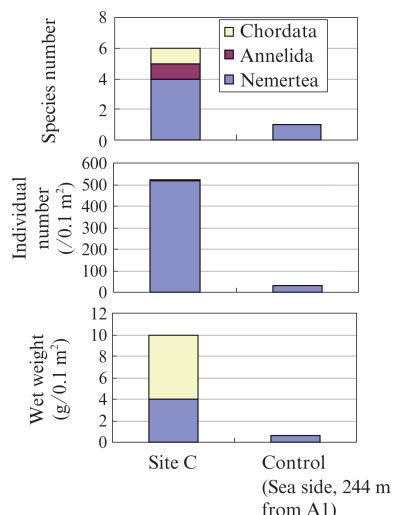 Species number
8
6
4
2
0
Chordata
Annelida
Nemertea
Individual
number
(/0.1 m²)
600
500
400
300
200
100
0
Wet weight
(g/0.1 m²)
12
10
8
6
4
2
0
Site C
Control
(Sea side, 244 m
from A1)